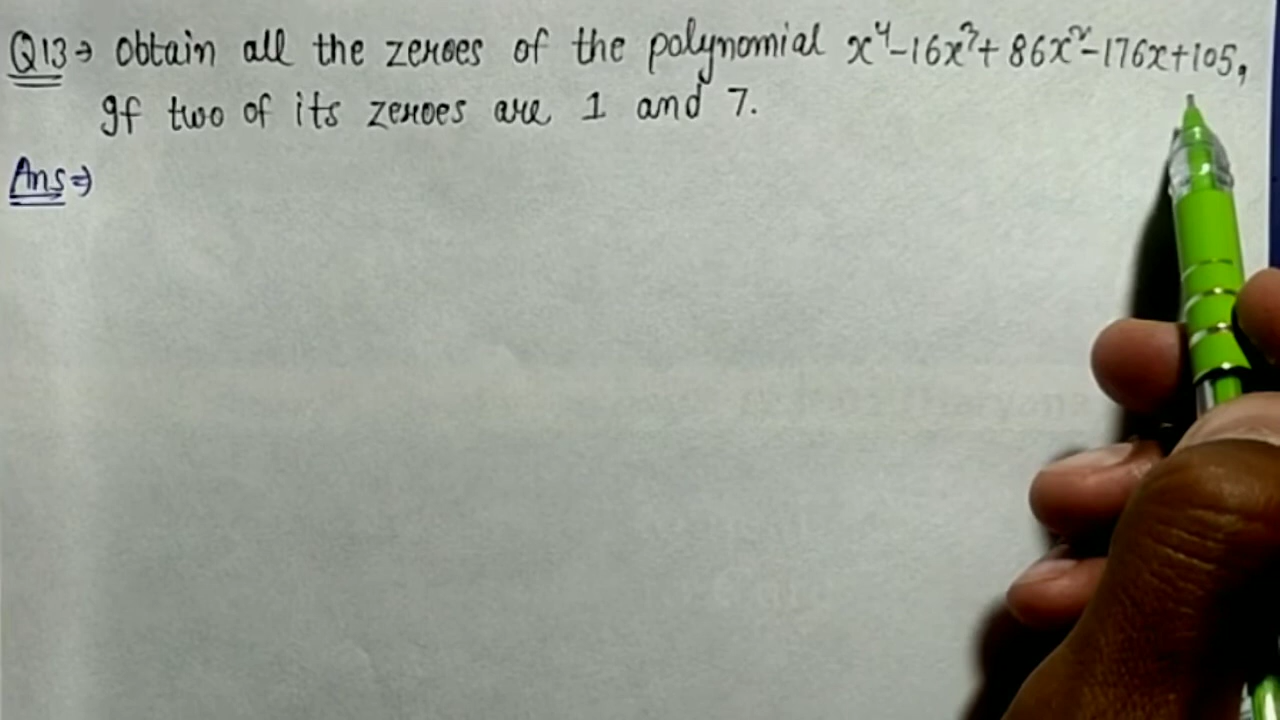 Q13→ Obtain all the zeroes of the polynomial x⁴-16x³+86x²-176x+105,
If two of its zeroes are 1 and 7.
Ans⇒